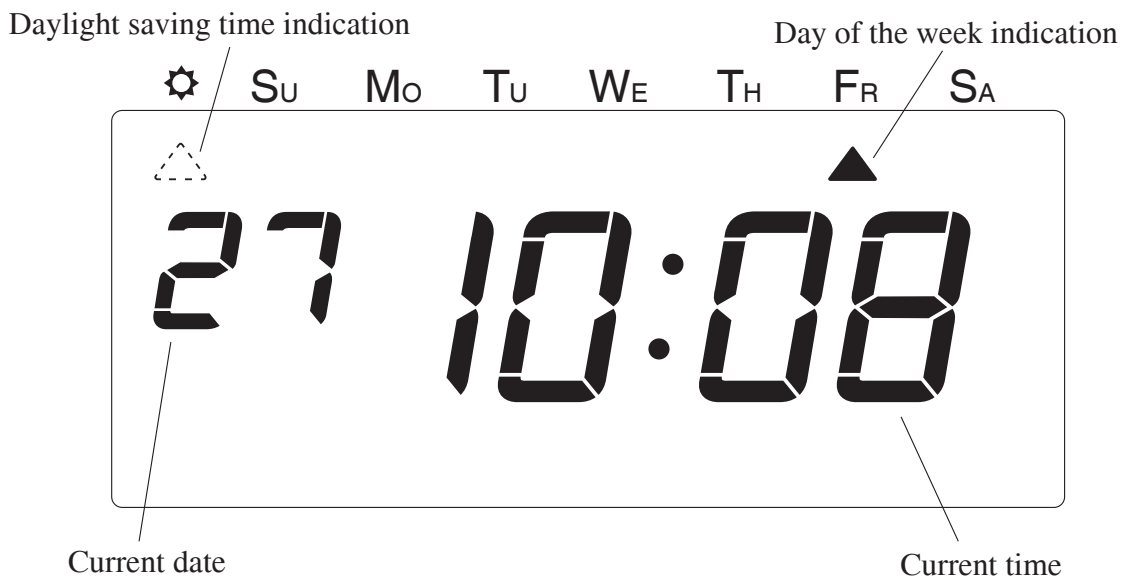 Daylight saving time indication
Day of the week indication
SU MO TU WE TH FR SA
27 10:08
Current date
Current time